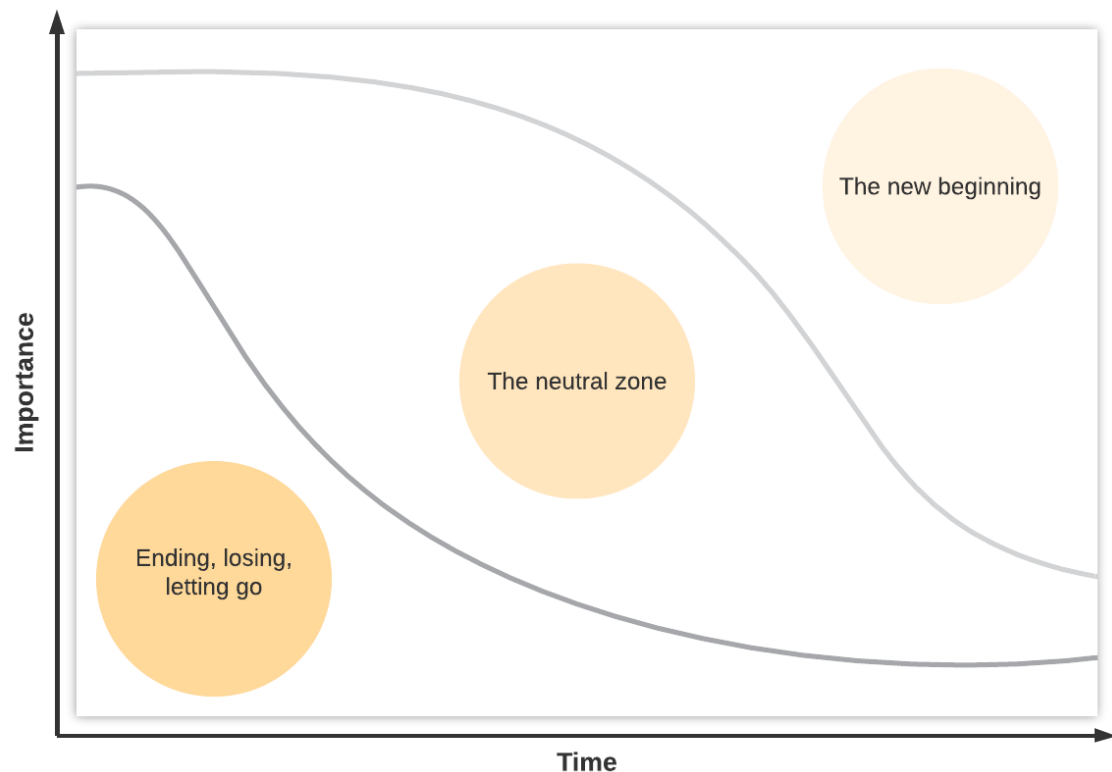 The new beginning
The neutral zone
Importance
Ending, losing,
letting go
Time